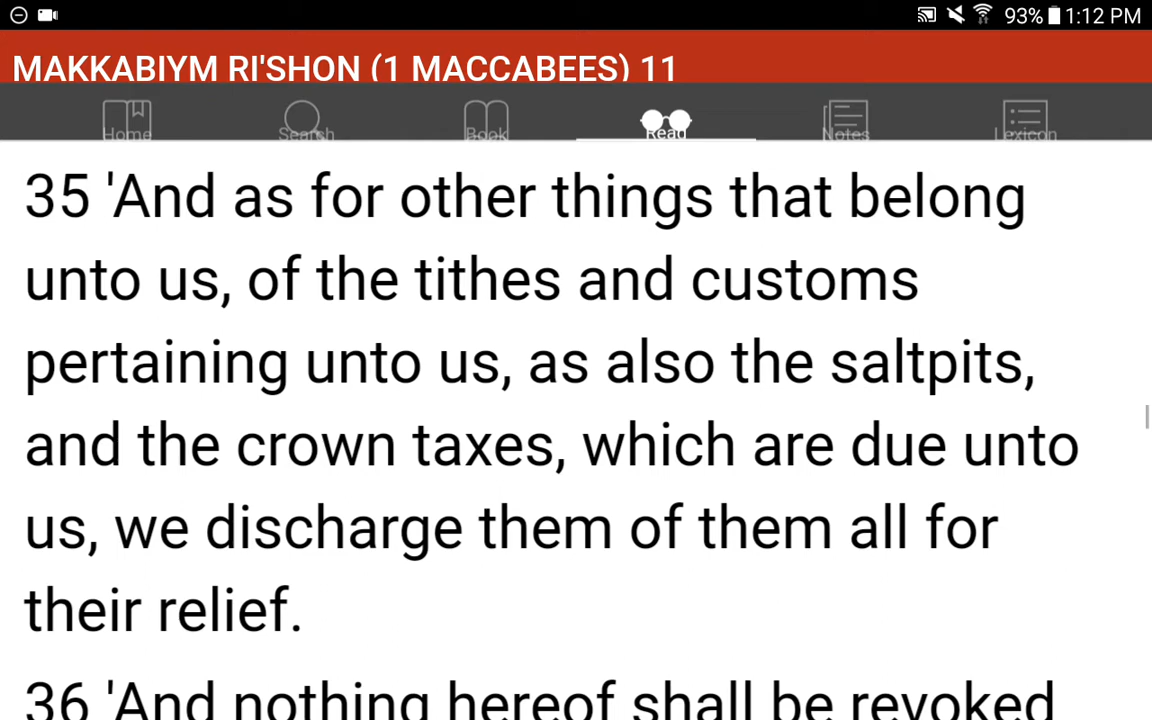 93% 1:12 PM
MAKKABIYM RI'SHON (1 MACCABEES) 11
Home Search Book Read Notes Lexicon
35 'And as for other things that belong
unto us, of the tithes and customs
pertaining unto us, as also the saltpits,
and the crown taxes, which are due unto
us, we discharge them of them all for
their relief.
36 'And nothing hereof shall be revoked